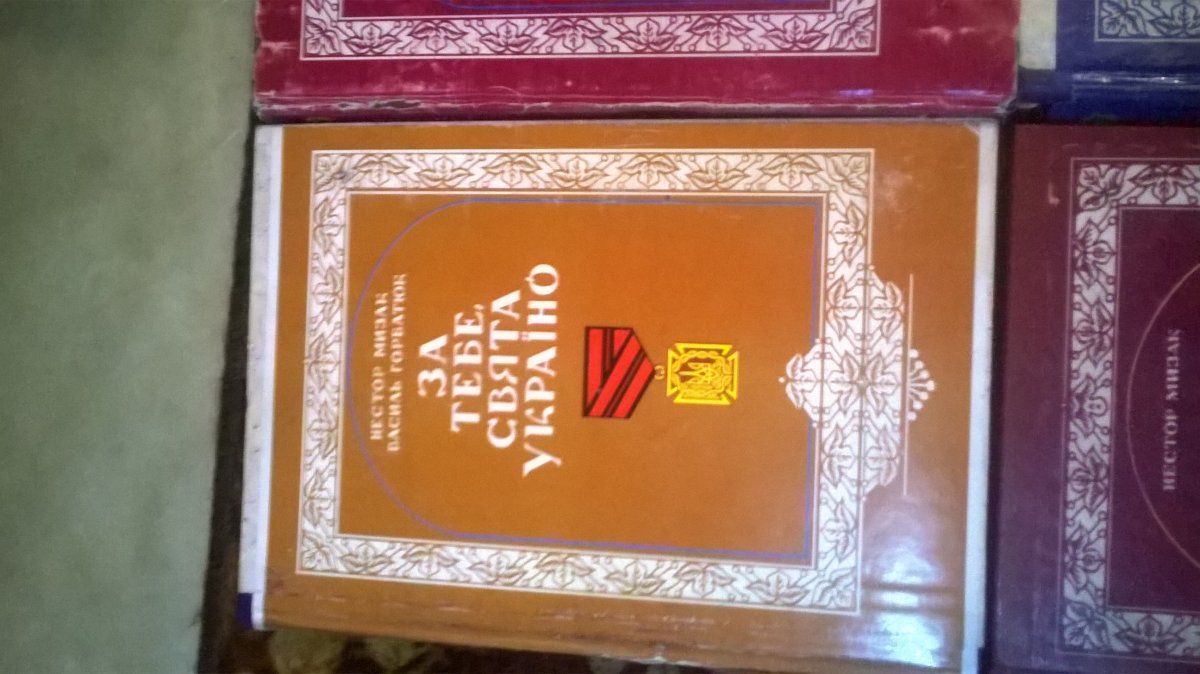 НЕСТОР МИЗАК
ВАСИЛЬ ГОРБАТЮК
ЗА
ТЕБЕ,
СВЯТА
УКРАЇНО
НЕСТОР МИЗАК